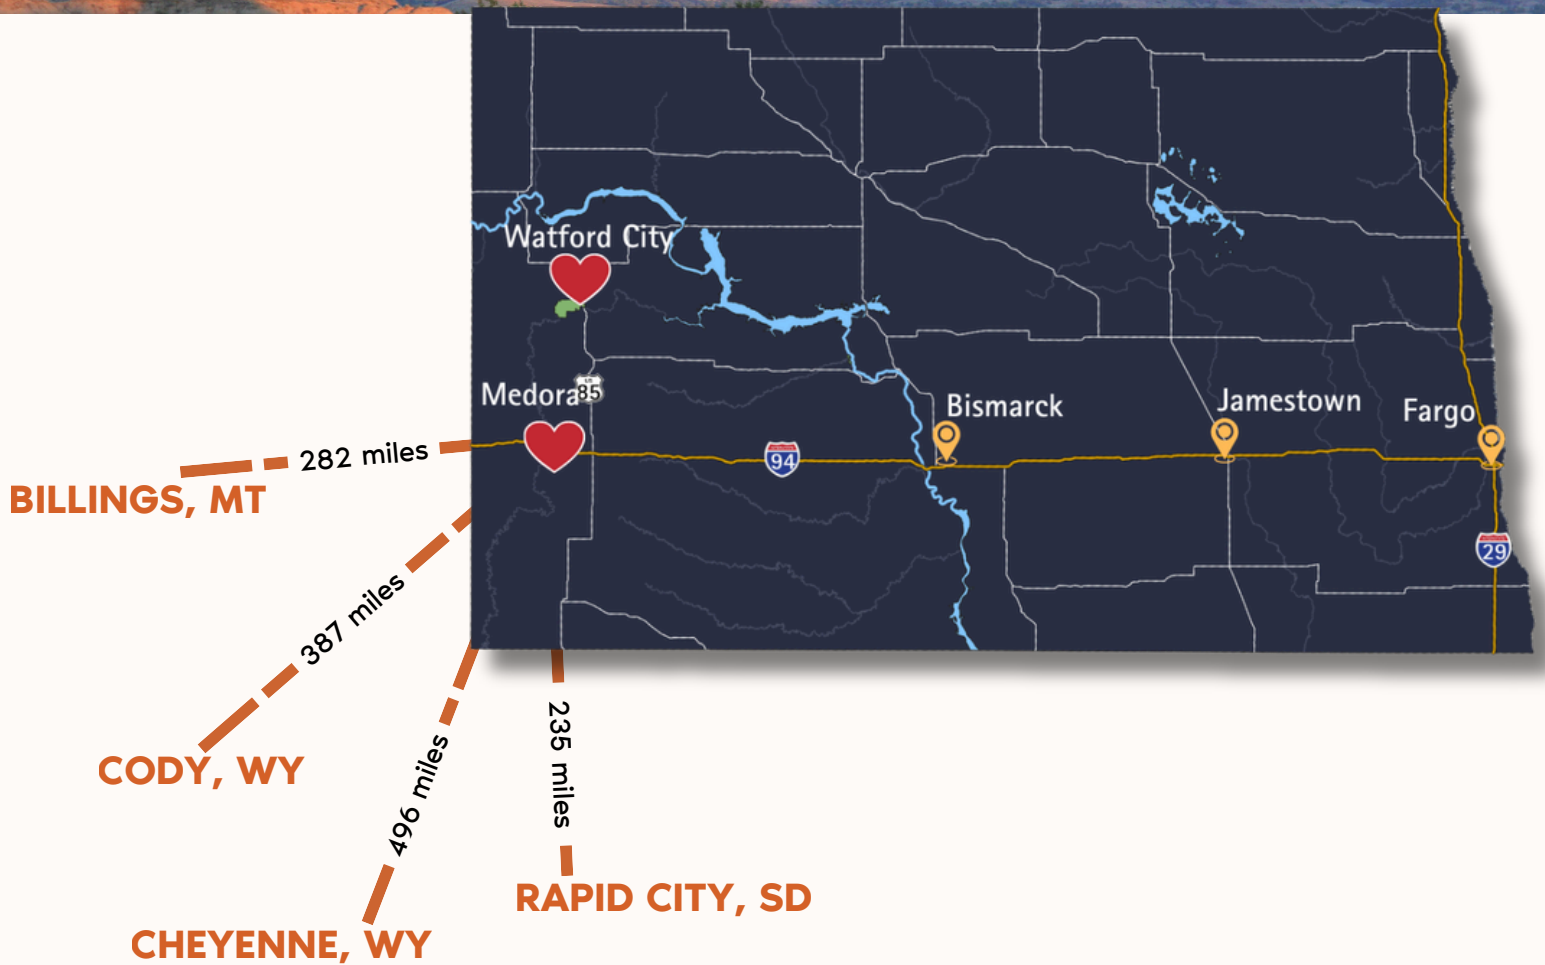 Watford City
Medora
US
85
Bismarck
Jamestown
Fargo
94
29
282 miles
BILLINGS, MT
387 miles
CODY, WY
496 miles
CHEYENNE, WY
235 miles
RAPID CITY, SD